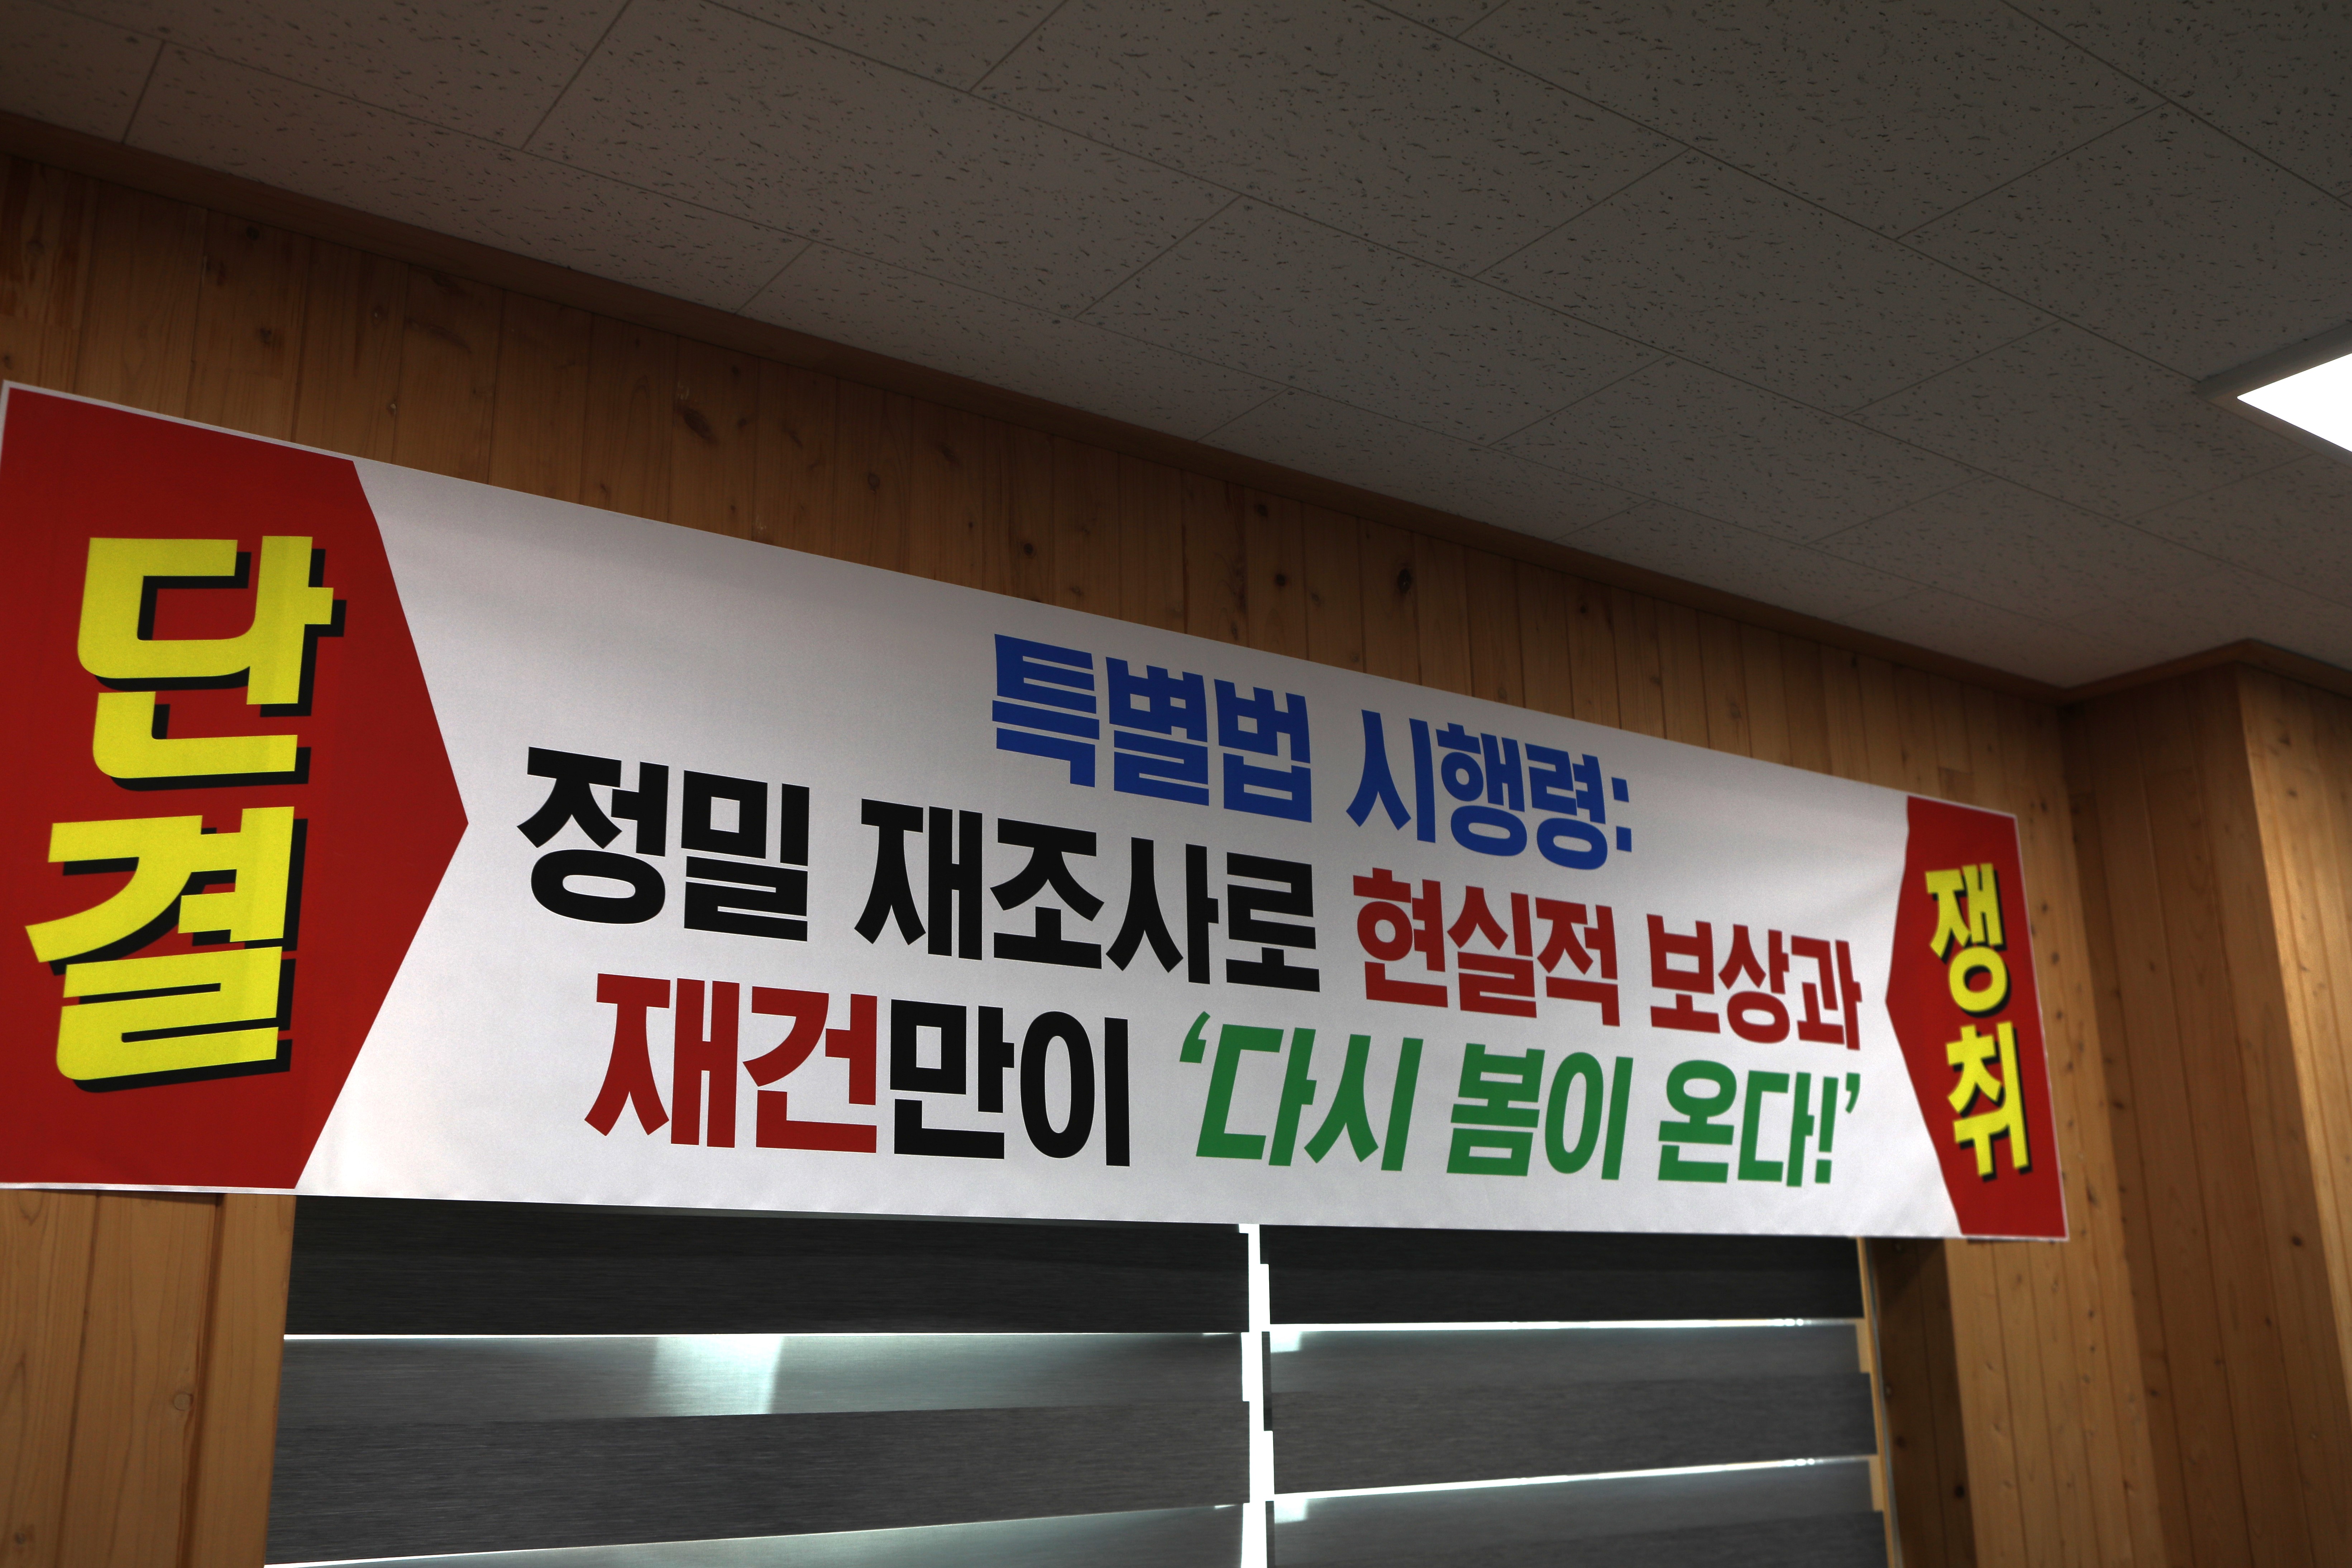 단결
특별법 시행령:
정밀 재조사로 현실적 보상과
재건만이 ‘다시 봄이 온다!’
쟁취